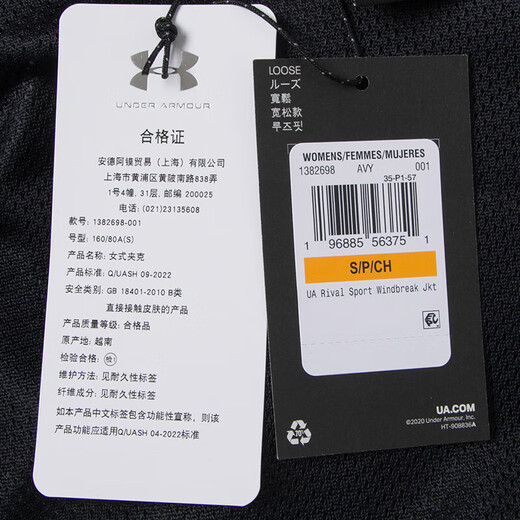 UNDER ARMOUR
合格证
安德阿镆贸易（上海）有限公司
上海市黄浦区黄陂南路838弄
1号4幢, 31层, 邮编 200025
电话: (021)23135608
款号: 1382698-001
号型: 160/80A(S)
产品名称: 女式夹克
产品标准: Q/UASH 09-2022
安全类别: GB 18401-2010 B类
直接接触皮肤的产品
产品质量等级: 合格品
原产地: 越南
检验合格: 检1
维护方法: 见耐久性标签
纤维成分: 见耐久性标签
如本产品中文标签包含功能性宣称，则该
产品功能应适用Q/UASH 04-2022标准
LOOSE
ルーズ
寬鬆
宽松款
루즈핏
WOMENS/FEMMES/MUJERES
1382698 AVY 001
35-P1-57
1 96885 56375 1
S/P/CH
UA Rival Sport Windbreak Jkt
UA.COM
©2020 Under Armour, Inc.
HT-908836A